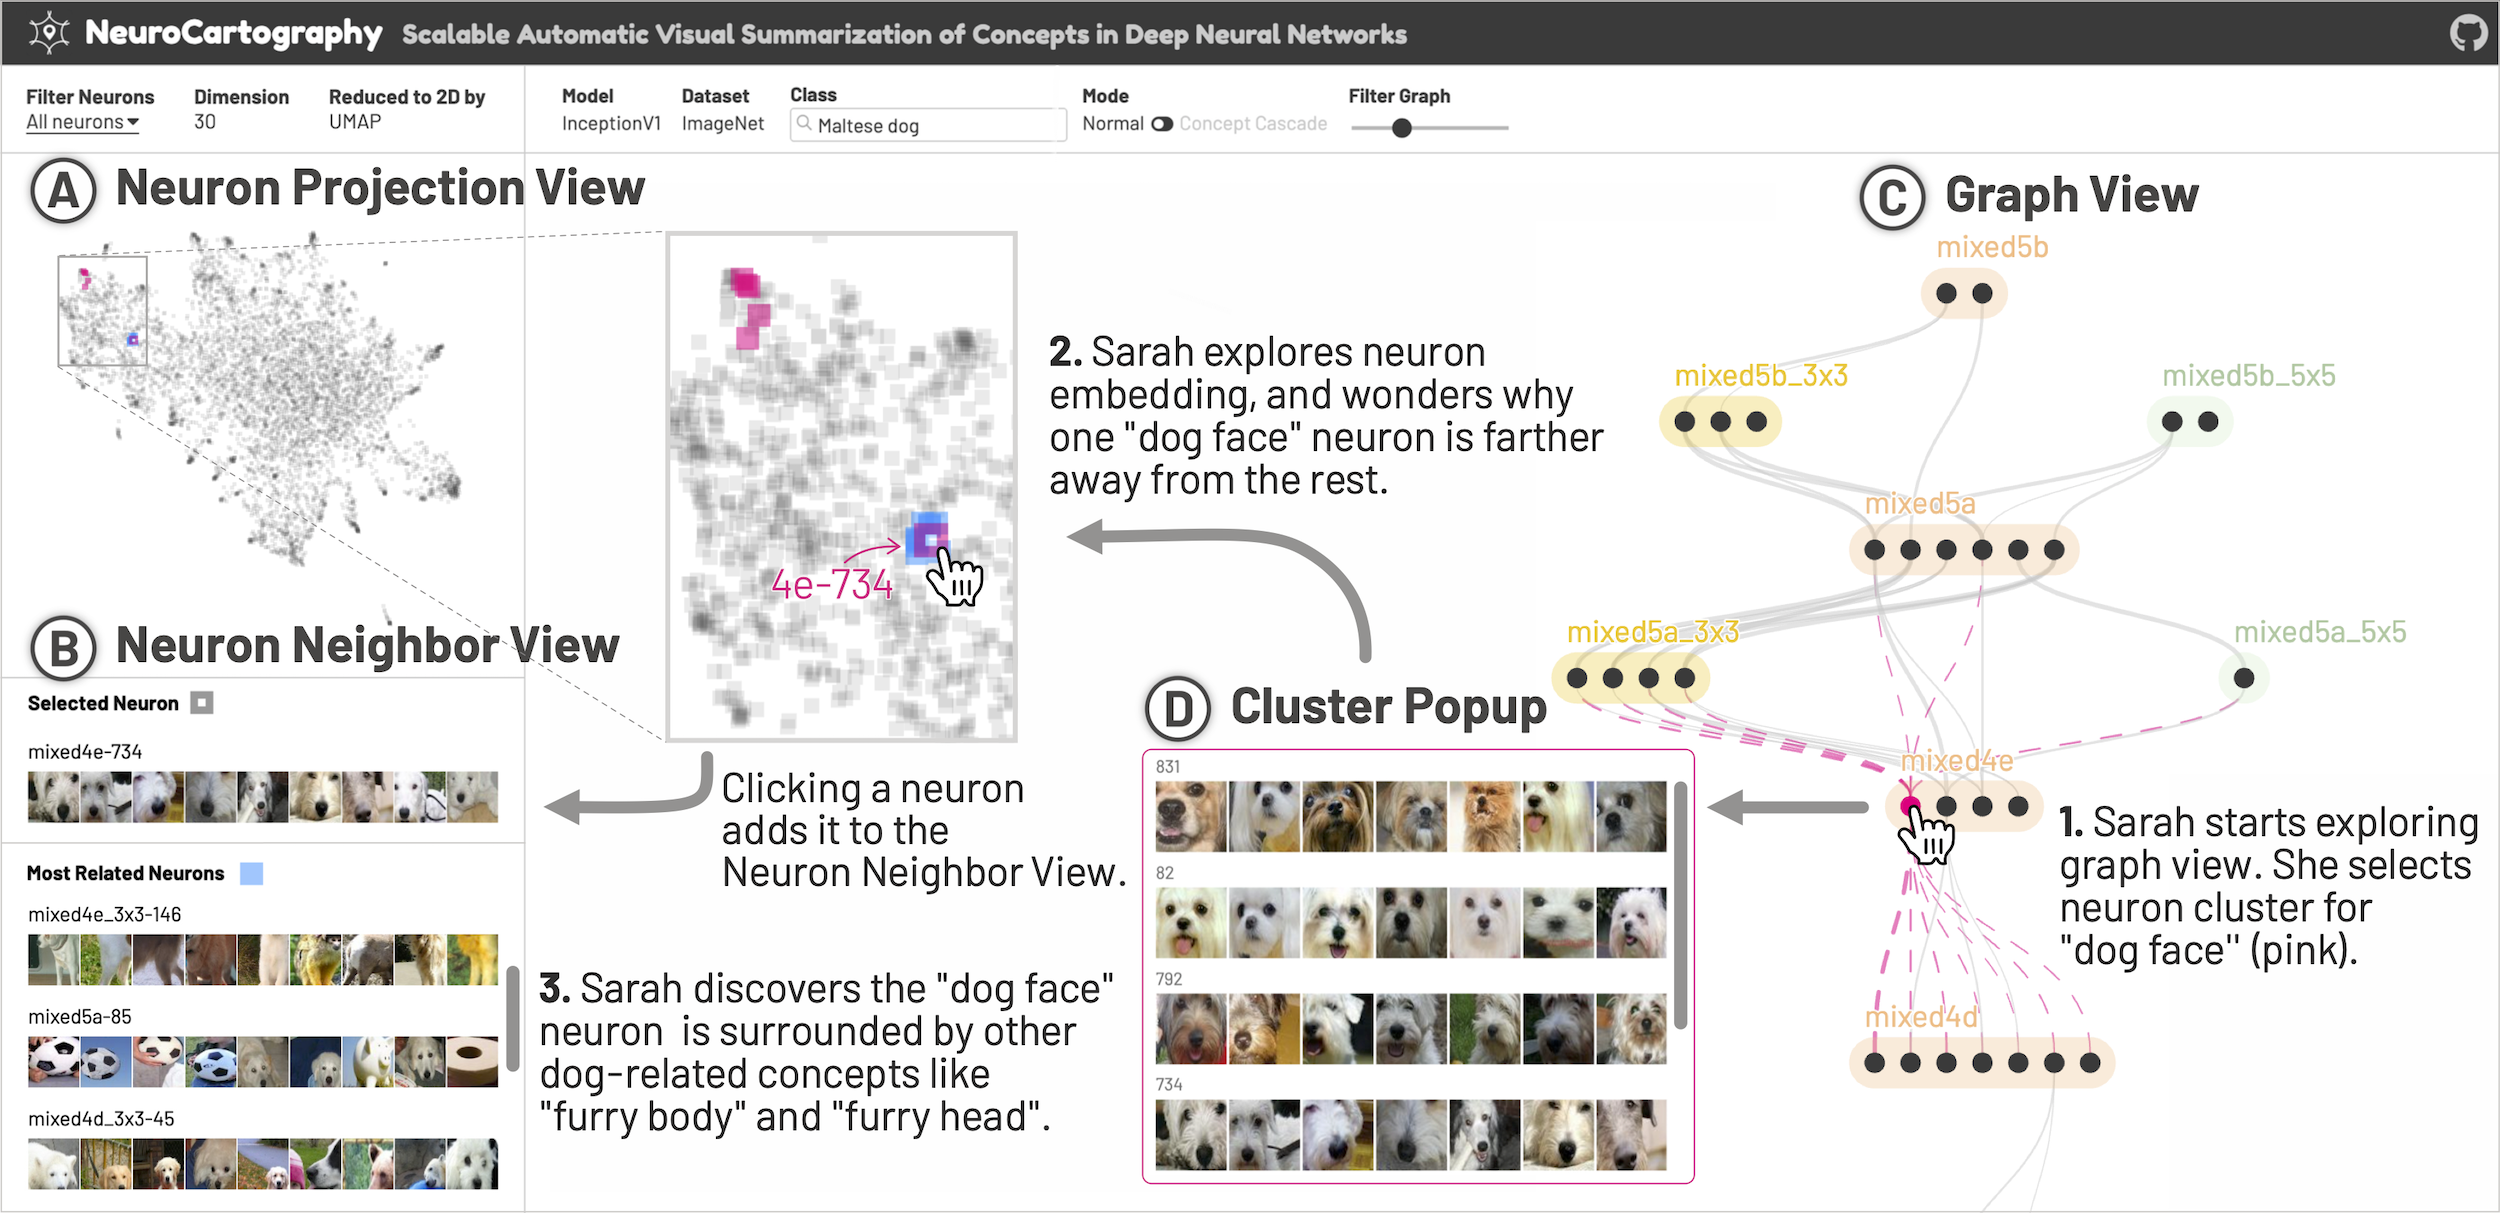 NeuroCartography Scalable Automatic Visual Summarization of Concepts in Deep Neural Networks
Filter Neurons
All neurons
Dimension
30
Reduced to 2D by
UMAP
Model
InceptionV1
Dataset
ImageNet
Class
Maltese dog
Mode
Normal Concept Cascade
Filter Graph
A Neuron Projection View
4e-734
2. Sarah explores neuron
embedding, and wonders why
one "dog face" neuron is farther
away from the rest.
B Neuron Neighbor View
Selected Neuron
mixed4e-734
Most Related Neurons
mixed4e_3x3-146
mixed5a-85
mixed4d_3x3-45
Clicking a neuron
adds it to the
Neuron Neighbor View.
3. Sarah discovers the "dog face"
neuron is surrounded by other
dog-related concepts like
"furry body" and "furry head".
C Graph View
mixed5b
mixed5b_3x3
mixed5b_5x5
mixed5a
mixed5a_3x3
mixed5a_5x5
mixed4e
mixed4d
1. Sarah starts exploring
graph view. She selects
neuron cluster for
"dog face" (pink).
D Cluster Popup
831
82
792
734